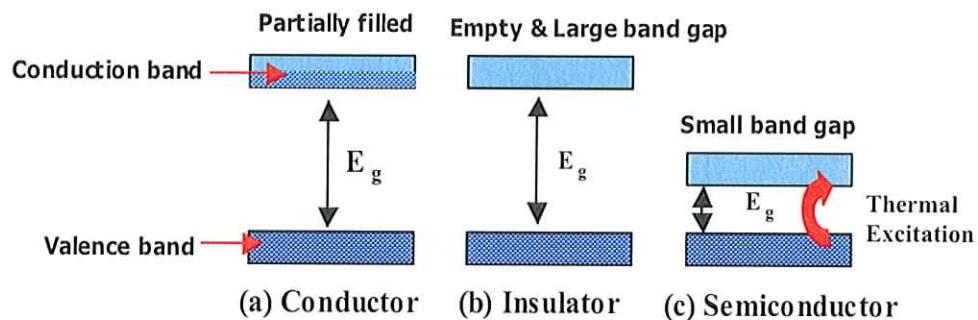 Partially filled
Empty & Large band gap
Conduction band
Small band gap
E g
E g
E g
Thermal
Excitation
Valence band
(a) Conductor
(b) Insulator
(c) Semiconductor